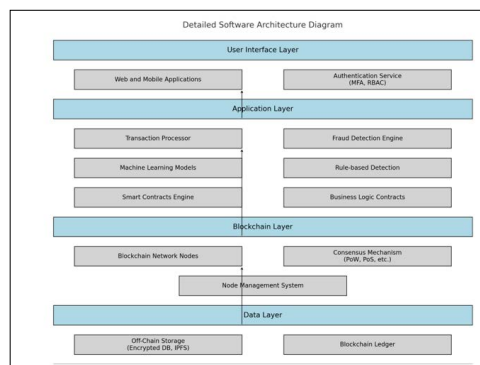 Detailed Software Architecture Diagram
User Interface Layer
Web and Mobile Applications
Authentication Service
(MFA, RBAC)
Application Layer
Transaction Processor
Fraud Detection Engine
Machine Learning Models
Rule-based Detection
Smart Contracts Engine
Business Logic Contracts
Blockchain Layer
Blockchain Network Nodes
Consensus Mechanism
(PoW, PoS, etc.)
Node Management System
Data Layer
Off-Chain Storage
(Encrypted DB, IPFS)
Blockchain Ledger